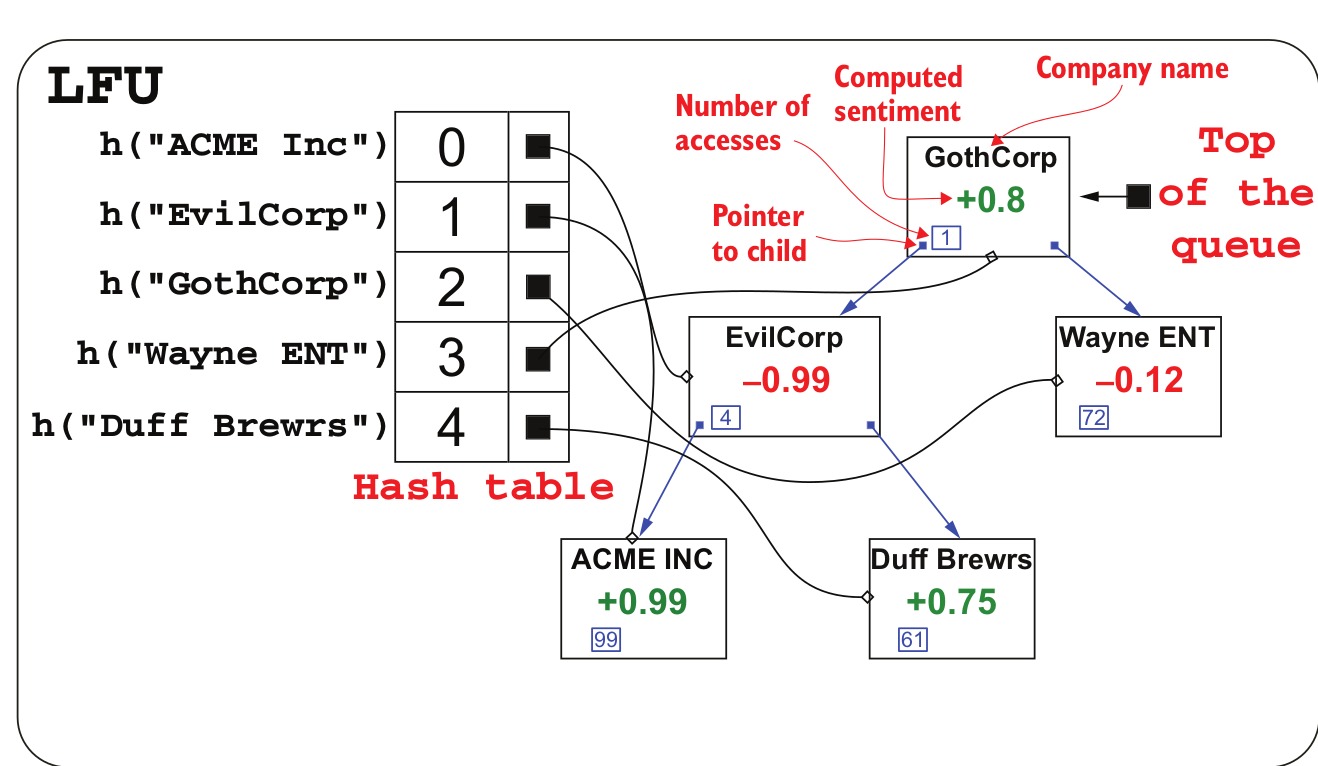 LFU
h("ACME Inc")
0
h("EvilCorp")
1
h("GothCorp")
2
h("Wayne ENT")
3
h("Duff Brewrs")
4
Hash table
Number of
accesses
Computed
sentiment
Company name
Pointer
to child
Top
of the
queue
GothCorp
+0.8
1
EvilCorp
–0.99
4
Wayne ENT
–0.12
72
ACME INC
+0.99
99
Duff Brewrs
+0.75
61